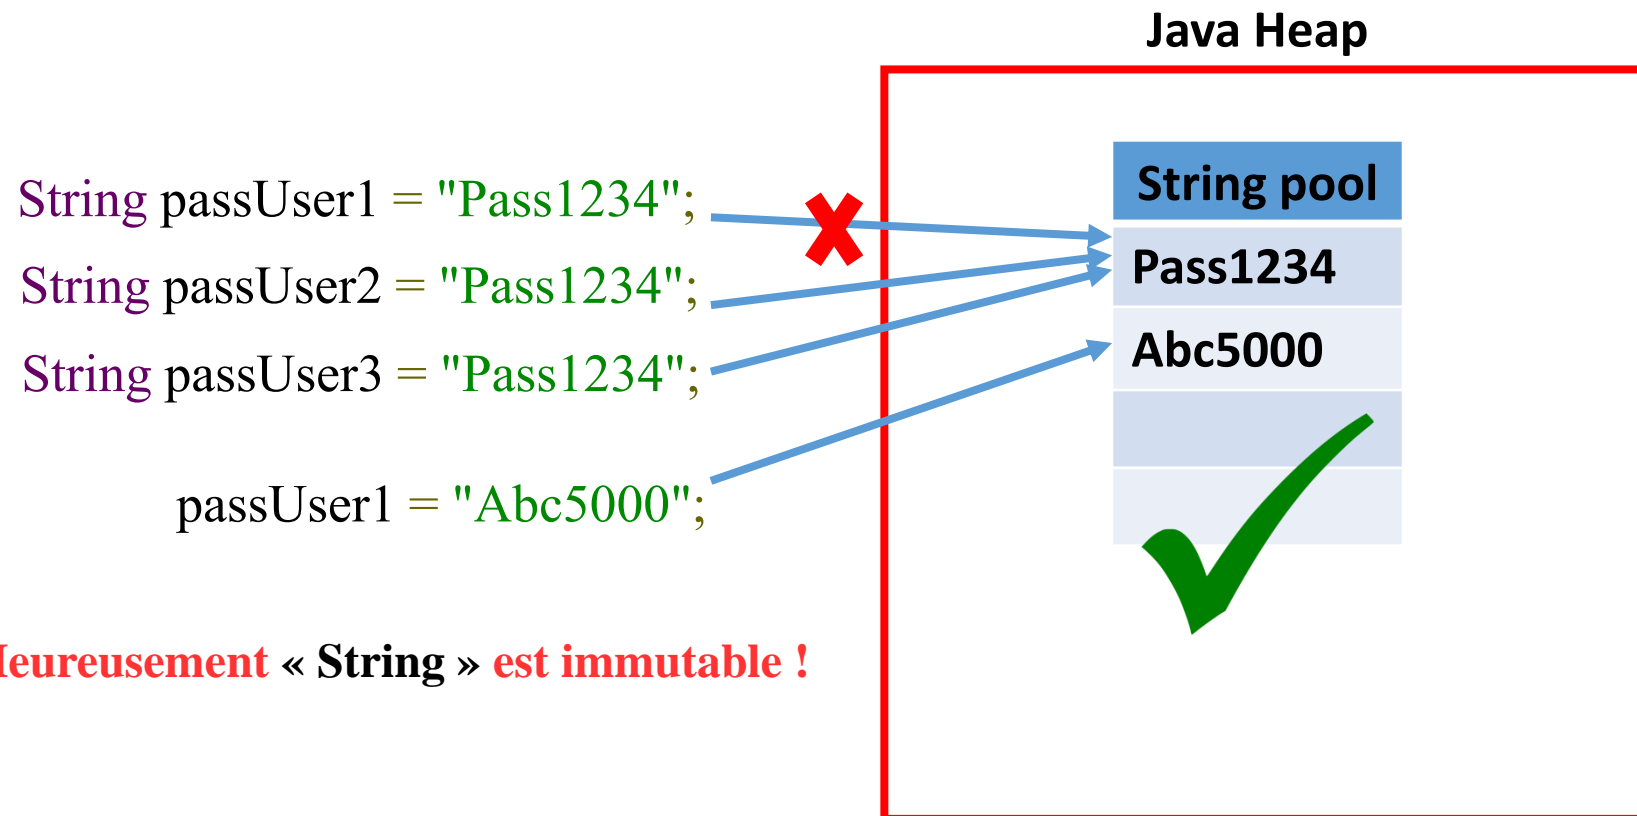 Java Heap
String pool
String passUser1 = "Pass1234";
String passUser2 = "Pass1234";
Pass1234
String passUser3 = "Pass1234";
Abc5000
passUser1 = "Abc5000";
Heureusement « String » est immutable !